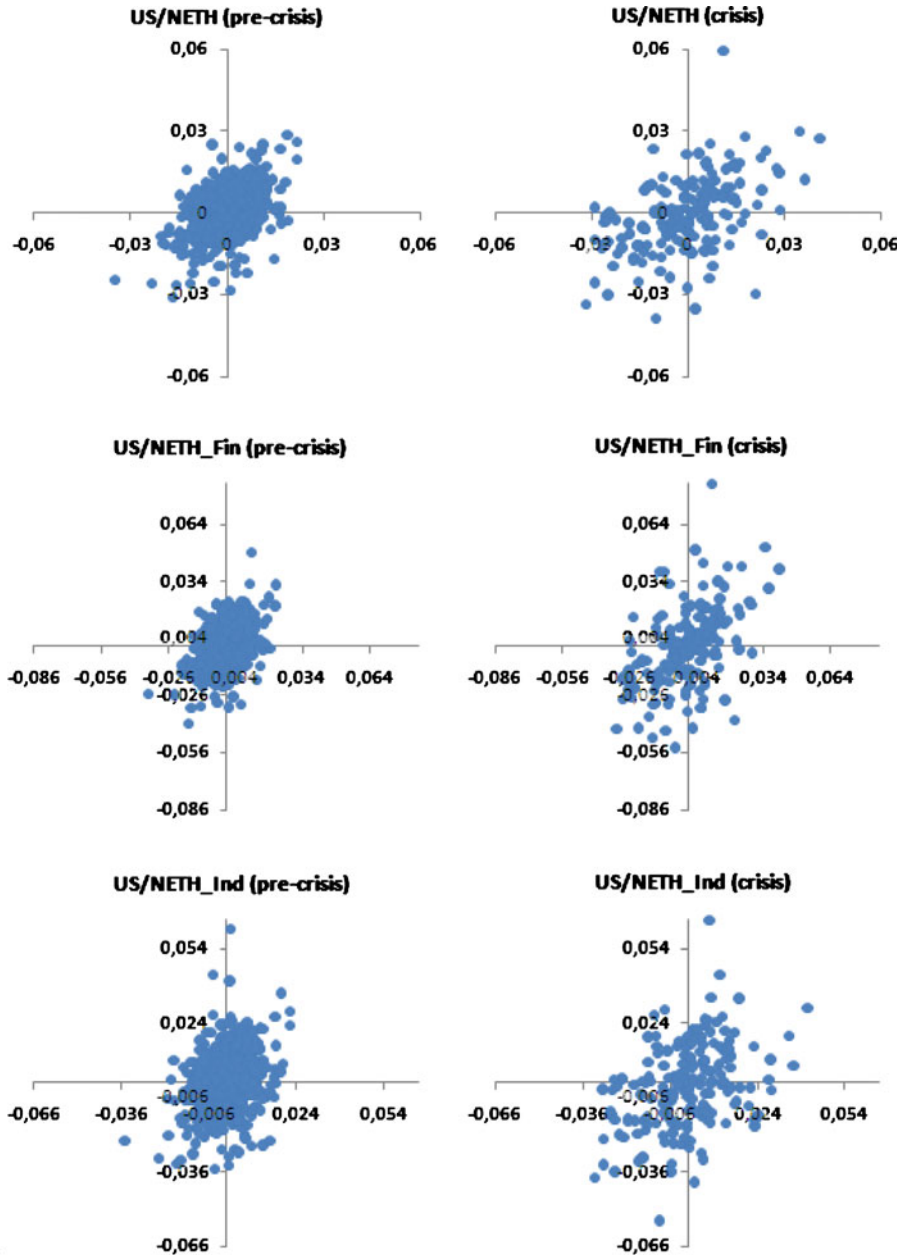 US/NETH (pre-crisis)
0,06
0,03
0
-0.06 -0.03 0 0.03 0.06
-0,03
-0,06
US/NETH (crisis)
0,06
0,03
0
-0.06 -0.03 0 0.03 0.06
-0,03
-0,06
US/NETH_Fin (pre-crisis)
0,064
0,034
0,004
-0,086 -0,056 -0,026 0,004 0,034 0,064
-0,026
-0,056
-0,086
US/NETH_Fin (crisis)
0,064
0,034
0,004
-0,086 -0,056 -0,026 0,004 0,034 0,064
-0,026
-0,056
-0,086
US/NETH_Ind (pre-crisis)
0,054
0,024
-0,005
-0,066 -0,036 -0,005 0,024 0,054
-0,036
-0,066
US/NETH_Ind (crisis)
0,054
0,024
-0,005
-0,066 -0,036 -0,005 0,024 0,054
-0,036
-0,066